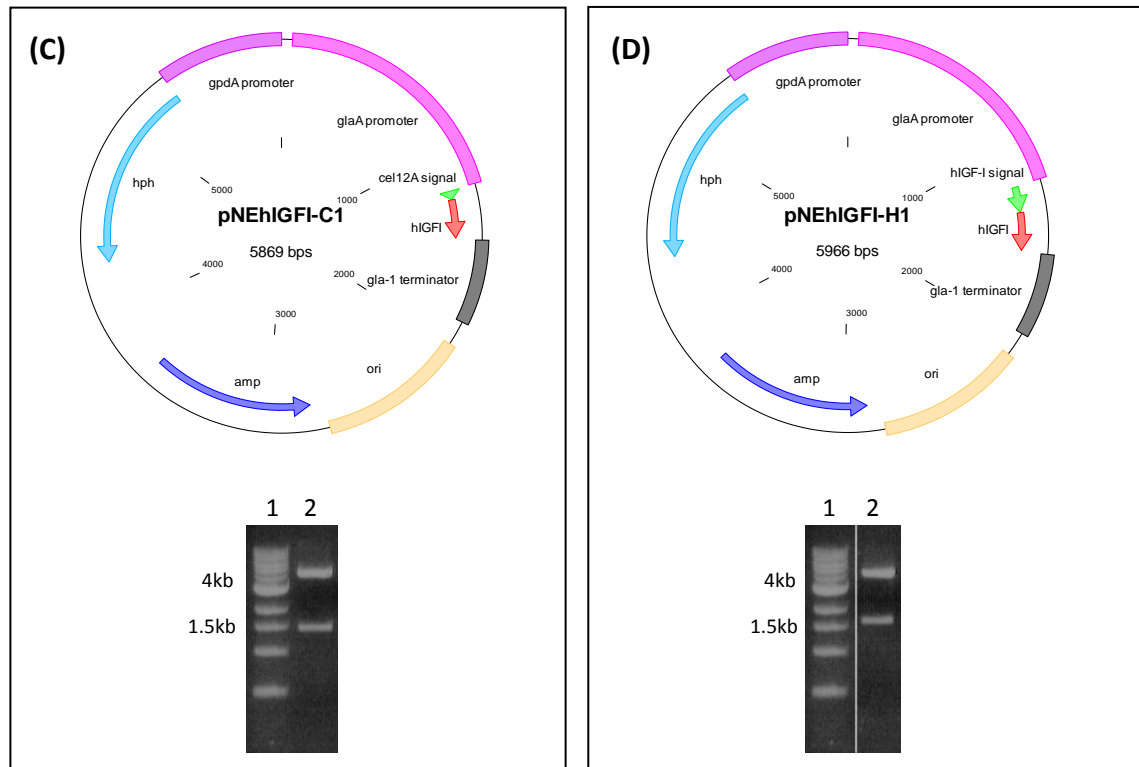 (C)
gpdA promoter
glaA promoter
hph
5000
1000
cel12A signal
pNEhIGFI-C1
hIGFI
5869 bps
4000
2000
gla-1 terminator
3000
amp
ori
1 2
4kb
1.5kb
(D)
gpdA promoter
glaA promoter
hph
5000
1000
hIGF-I signal
pNEhIGFI-H1
hIGFI
5966 bps
4000
2000
gla-1 terminator
3000
amp
ori
1 2
4kb
1.5kb